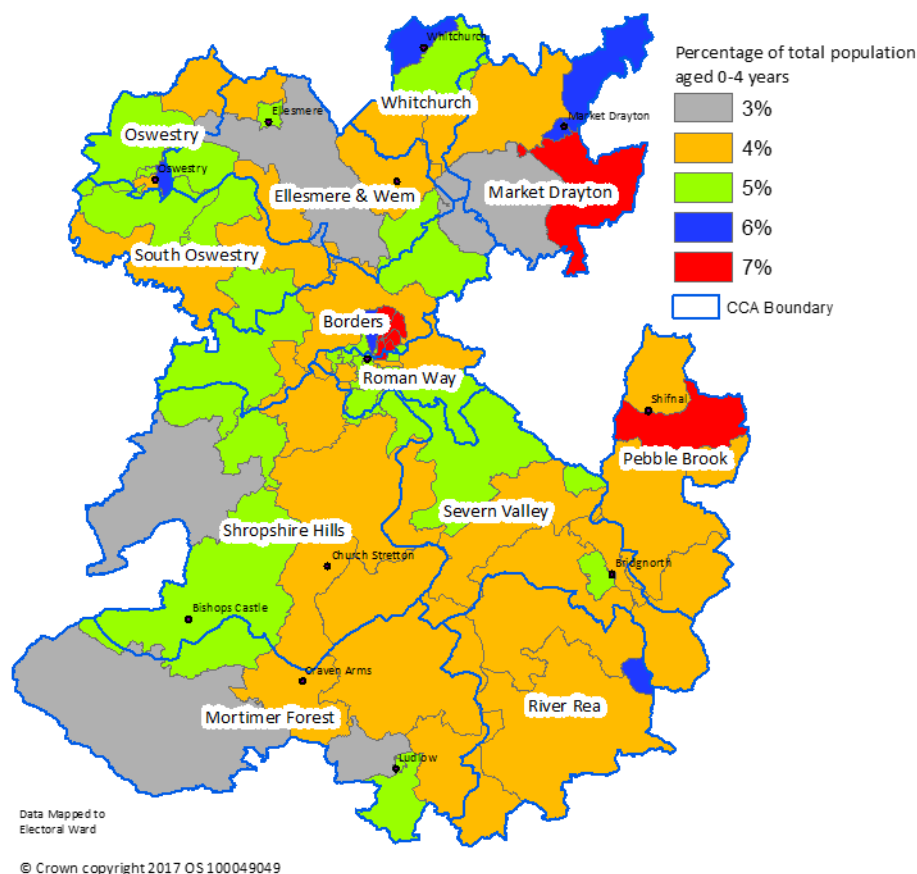 Percentage of total population
aged 0-4 years
3%
4%
5%
6%
7%
CCA Boundary
Whitchurch
Whitchurch
Ellesmere
Oswestry
Oswestry
Market Drayton
Market Drayton
Ellesmere & Wem
South Oswestry
Borders
Roman Way
Shifnal
Pebble Brook
Severn Valley
Shropshire Hills
Church Stretton
Bridgnorth
Bishops Castle
Craven Arms
Mortimer Forest
River Rea
Ludlow
Data Mapped to
Electoral Ward
© Crown copyright 2017 OS 100049049